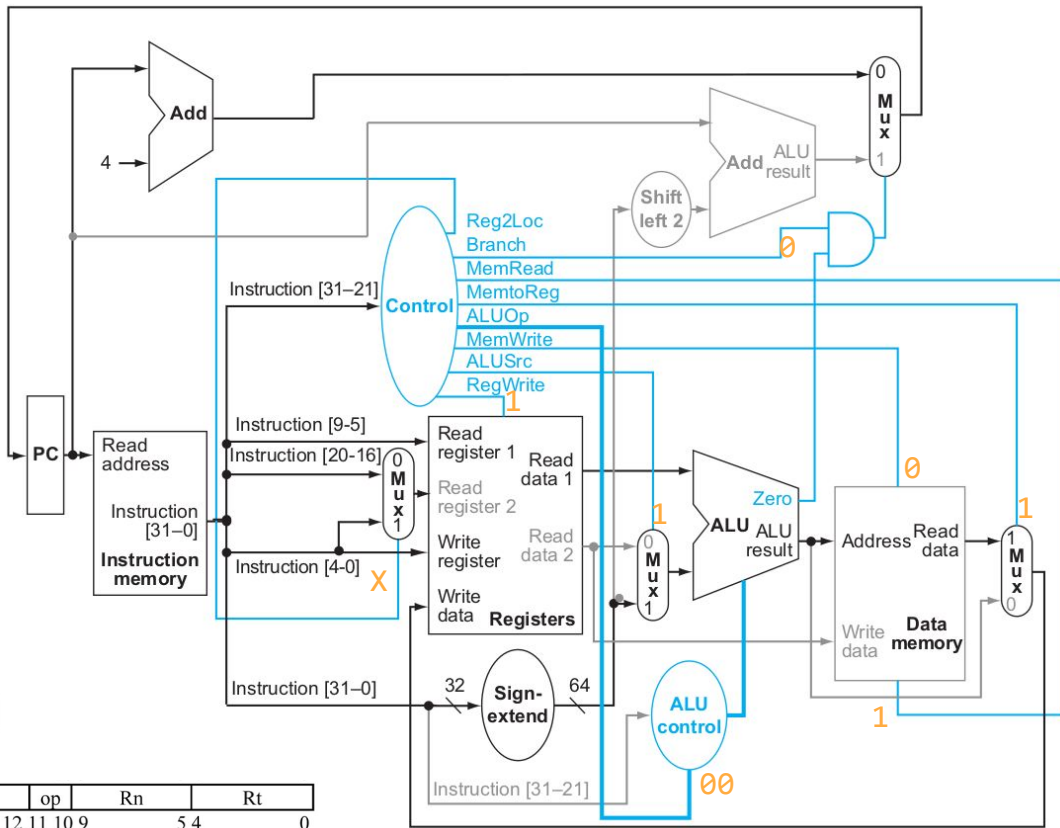 0
M
u
x
1
Add
4
Add
ALU
result
Shift
left 2
Reg2Loc
Branch
0
MemRead
MemtoReg
ALUOp
MemWrite
ALUSrc
RegWrite
1
Control
Instruction [31–21]
PC
Read
address
Instruction
[31–0]
Instruction
memory
Instruction [9-5]
Instruction [20-16]
Instruction [4-0]
0
M
u
x
1
X
Read
register 1
Read
data 1
Read
register 2
Read
data 2
Write
register
Write
data
Registers
1
0
M
u
x
1
Zero
ALU
ALU
result
0
Address
Read
data
Write
data
Data
memory
1
1
1
M
u
x
0
Instruction [31–0]
32
Sign-
extend
64
ALU
control
00
Instruction [31–21]
op Rn Rt
12 11 10 9 5 4 0